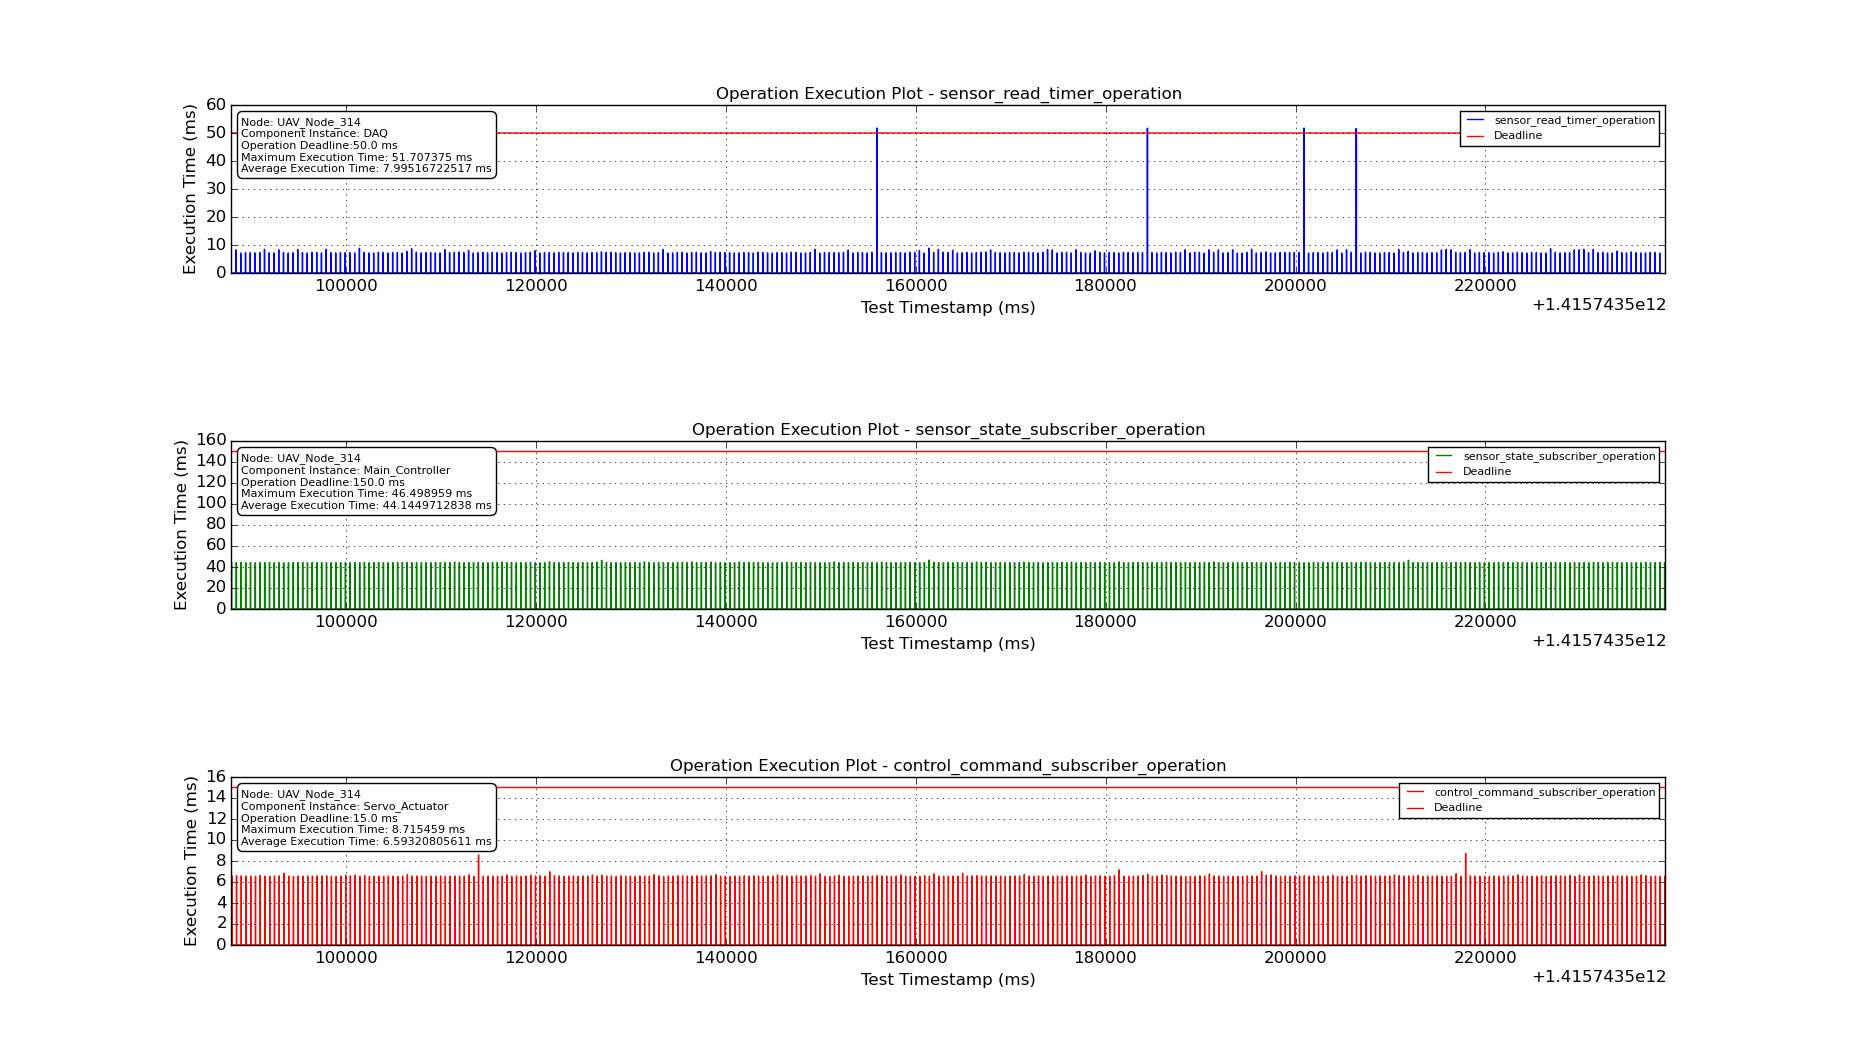 Operation Execution Plot - sensor_read_timer_operation
Execution Time (ms)
60
50
40
30
20
10
0
Node: UAV_Node_314
Component Instance: DAQ
Operation Deadline:50.0 ms
Maximum Execution Time: 51.707375 ms
Average Execution Time: 7.99516722517 ms
sensor_read_timer_operation
Deadline
100000 120000 140000 160000 180000 200000 220000
Test Timestamp (ms)
+1.4157435e12
Operation Execution Plot - sensor_state_subscriber_operation
Execution Time (ms)
160
140
120
100
80
60
40
20
0
Node: UAV_Node_314
Component Instance: Main_Controller
Operation Deadline:150.0 ms
Maximum Execution Time: 46.498959 ms
Average Execution Time: 44.1449712838 ms
sensor_state_subscriber_operation
Deadline
100000 120000 140000 160000 180000 200000 220000
Test Timestamp (ms)
+1.4157435e12
Operation Execution Plot - control_command_subscriber_operation
Execution Time (ms)
16
14
12
10
8
6
4
2
0
Node: UAV_Node_314
Component Instance: Servo_Actuator
Operation Deadline:15.0 ms
Maximum Execution Time: 8.715459 ms
Average Execution Time: 6.59320805611 ms
control_command_subscriber_operation
Deadline
100000 120000 140000 160000 180000 200000 220000
Test Timestamp (ms)
+1.4157435e12